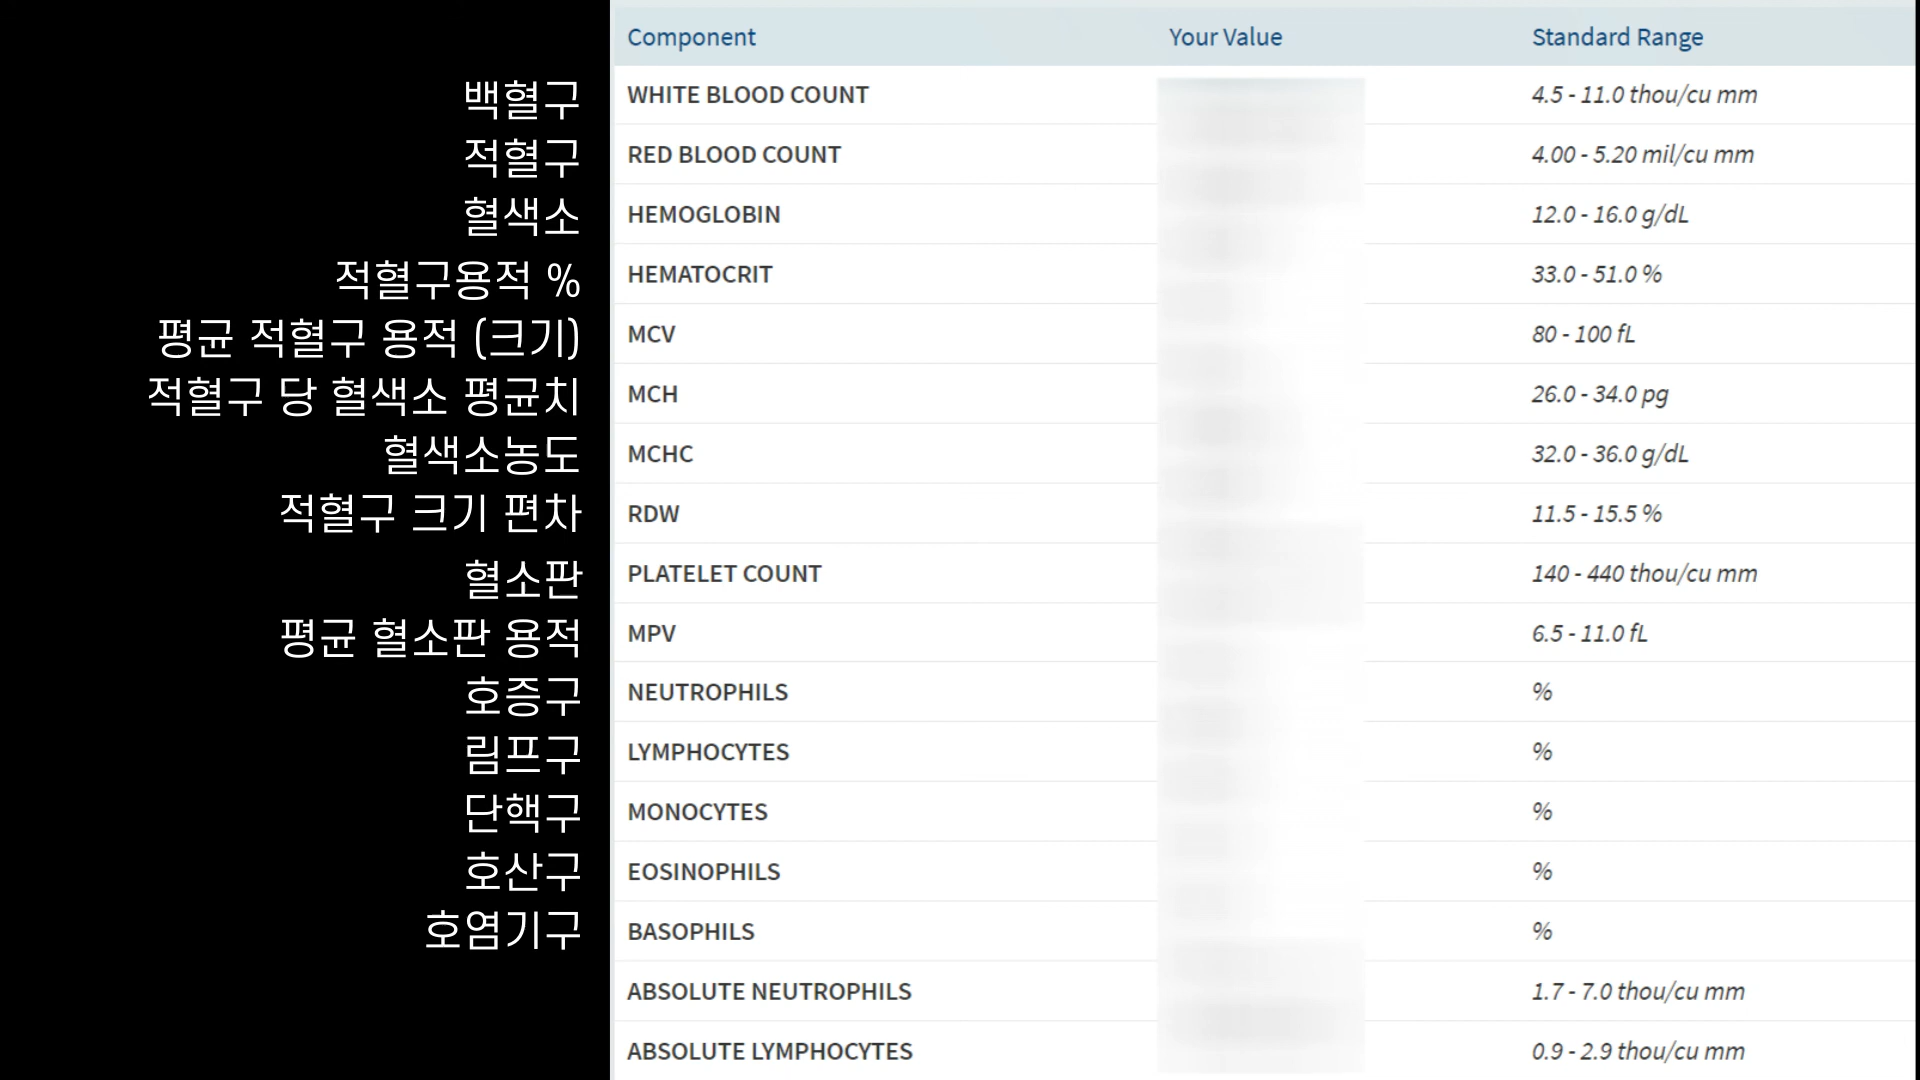 Component Your Value Standard Range
백혈구 WHITE BLOOD COUNT 4.5 - 11.0 thou/cu mm
적혈구 RED BLOOD COUNT 4.00 - 5.20 mil/cu mm
혈색소 HEMOGLOBIN 12.0 - 16.0 g/dL
적혈구용적 % HEMATOCRIT 33.0 - 51.0 %
평균 적혈구 용적 (크기) MCV 80 - 100 fL
적혈구 당 혈색소 평균치 MCH 26.0 - 34.0 pg
혈색소농도 MCHC 32.0 - 36.0 g/dL
적혈구 크기 편차 RDW 11.5 - 15.5 %
혈소판 PLATELET COUNT 140 - 440 thou/cu mm
평균 혈소판 용적 MPV 6.5 - 11.0 fL
호증구 NEUTROPHILS %
림프구 LYMPHOCYTES %
단핵구 MONOCYTES %
호산구 EOSINOPHILS %
호염기구 BASOPHILS %
ABSOLUTE NEUTROPHILS 1.7 - 7.0 thou/cu mm
ABSOLUTE LYMPHOCYTES 0.9 - 2.9 thou/cu mm